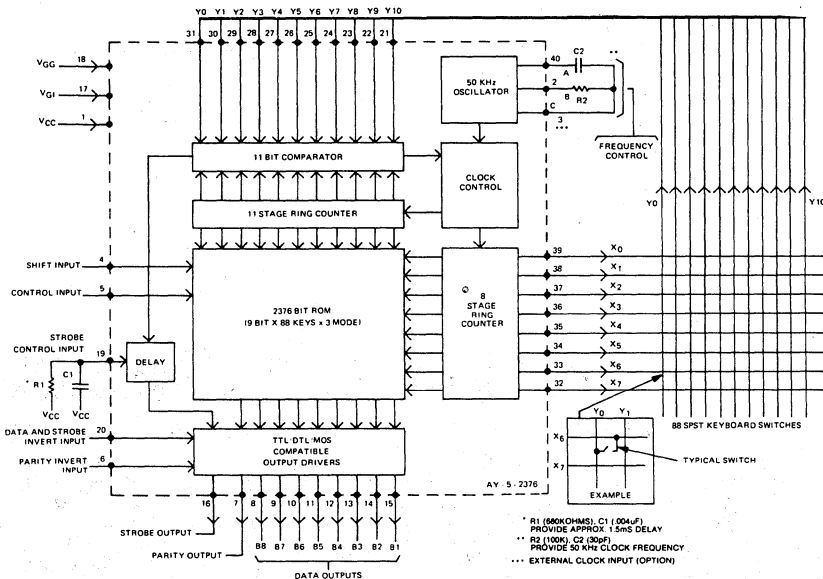 Y0 Y1 Y2 Y3 Y4 Y5 Y6 Y7 Y8 Y9 Y10
31 30 29 28 27 26 25 24 23 22 21
VGG 18
VGI 17
VCC 1
50 KHz
OSCILLATOR
40 C2 **
A
2
B R2
C
3
***
FREQUENCY
CONTROL
11 BIT COMPARATOR
CLOCK
CONTROL
11 STAGE RING COUNTER
Y0 Y10
SHIFT INPUT 4
CONTROL INPUT 5
2376 BIT ROM
(9 BIT X 88 KEYS x 3 MODE)
8
STAGE
RING
COUNTER
39 X0
38 X1
37 X2
36 X3
35 X4
34 X5
33 X6
32 X7
STROBE
CONTROL INPUT 19
DELAY
* R1 C1
VCC VCC
DATA AND STROBE
INVERT INPUT 20
PARITY INVERT
INPUT 6
TTL·DTL·MOS
COMPATIBLE
OUTPUT DRIVERS
AY-5-2376
88 SPST KEYBOARD SWITCHES
Y0 Y1
X6
X7
TYPICAL SWITCH
EXAMPLE
16 7 8 9 10 11 12 13 14 15
STROBE OUTPUT
PARITY OUTPUT
B8 B7 B6 B5 B4 B3 B2 B1
DATA OUTPUTS
* R1 (680KOHMS), C1 (.004uF)
PROVIDE APPROX. 1.5mS DELAY
** R2 (100K), C2 (30pF)
PROVIDE 50 KHz CLOCK FREQUENCY
*** EXTERNAL CLOCK INPUT (OPTION)